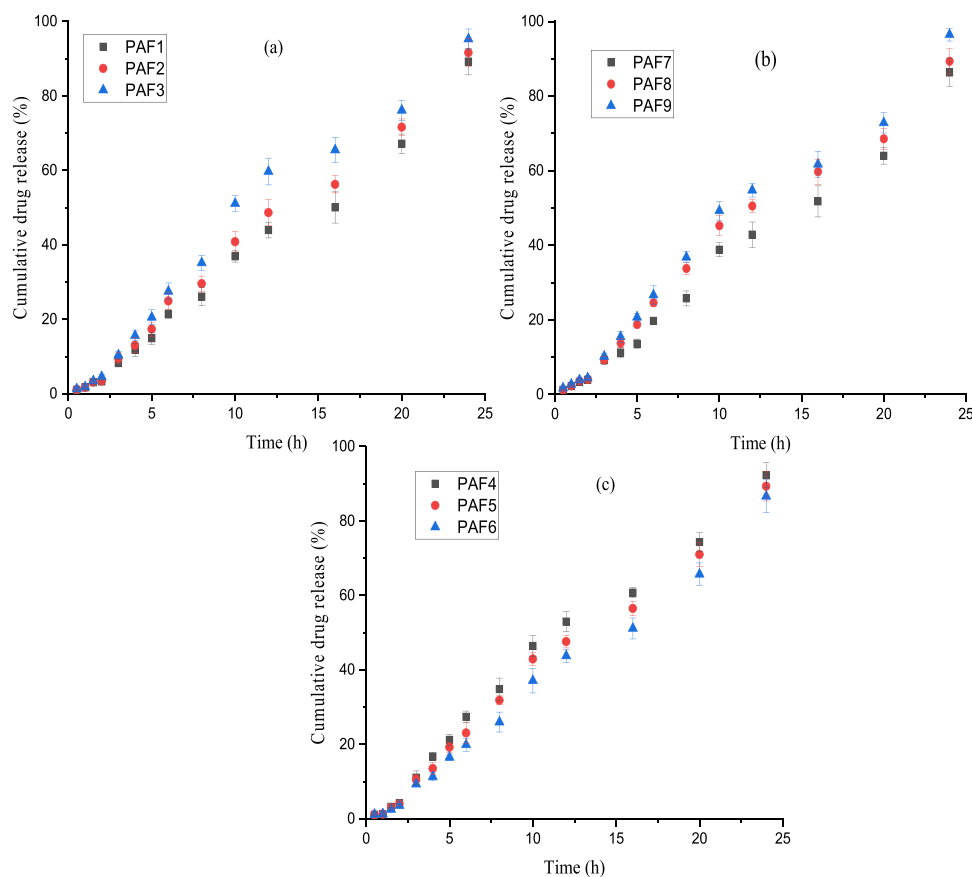 (a)
PAF1
PAF2
PAF3
100
80
60
40
20
0
Cumulative drug release (%)
0 5 10 15 20 25
Time (h)
(b)
PAF7
PAF8
PAF9
100
80
60
40
20
0
Cumulative drug release (%)
0 5 10 15 20 25
Time (h)
(c)
PAF4
PAF5
PAF6
100
80
60
40
20
0
Cumulative drug release (%)
0 5 10 15 20 25
Time (h)